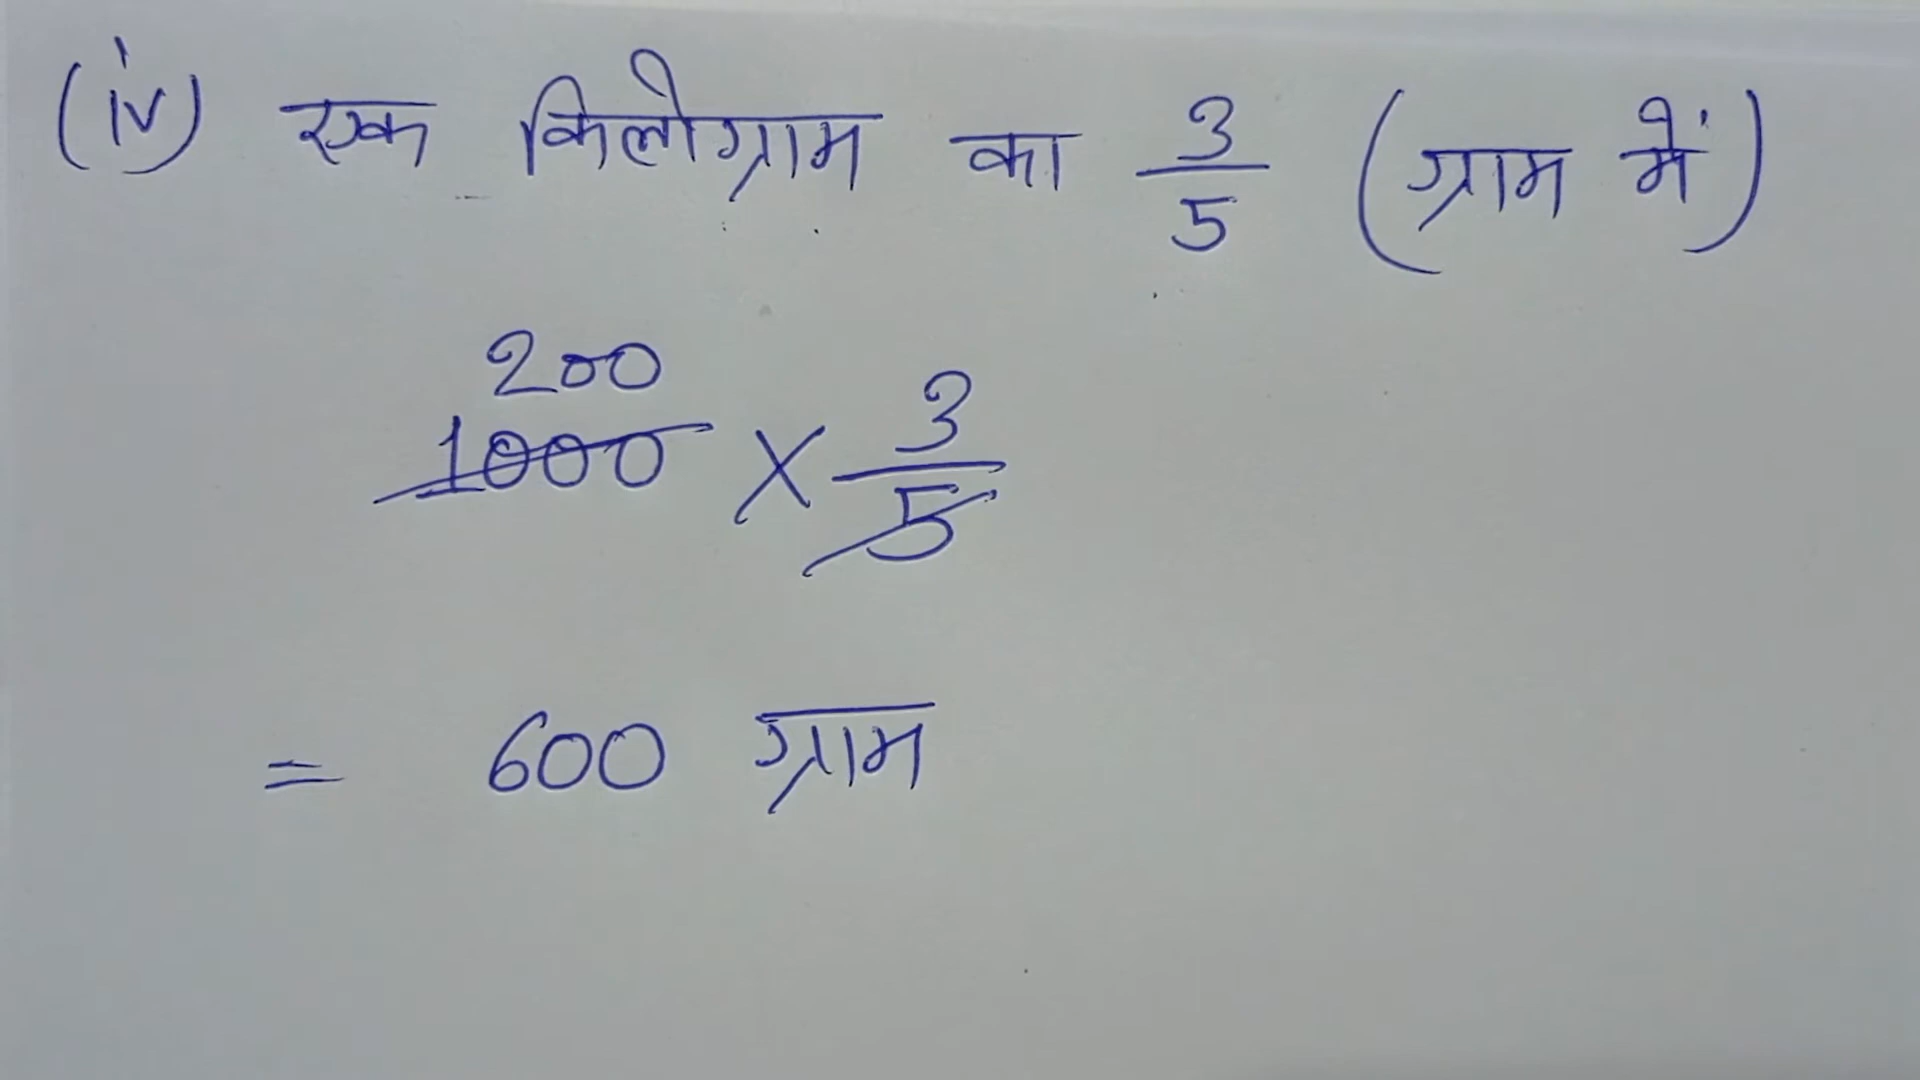 (iv) एक किलोग्राम का 3/5 (ग्राम में)
200
1000 × 3/5
= 600 ग्राम